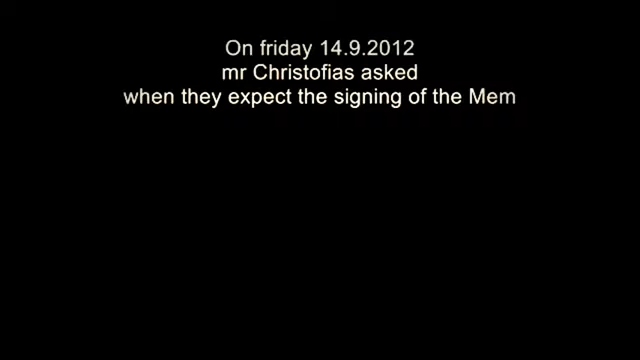 On friday 14.9.2012
mr Christofias asked
when they expect the signing of the Mem